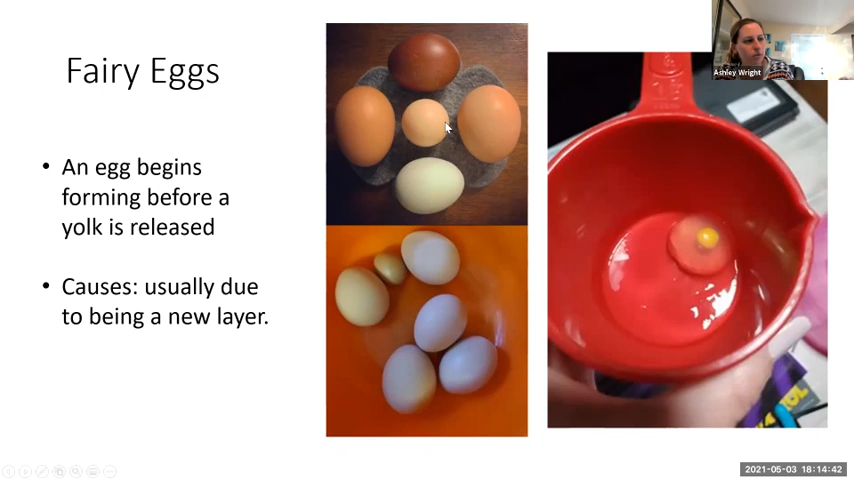 Fairy Eggs
• An egg begins
forming before a
yolk is released
• Causes: usually due
to being a new layer.
Ashley Wright
2021-05-03 18:14:42